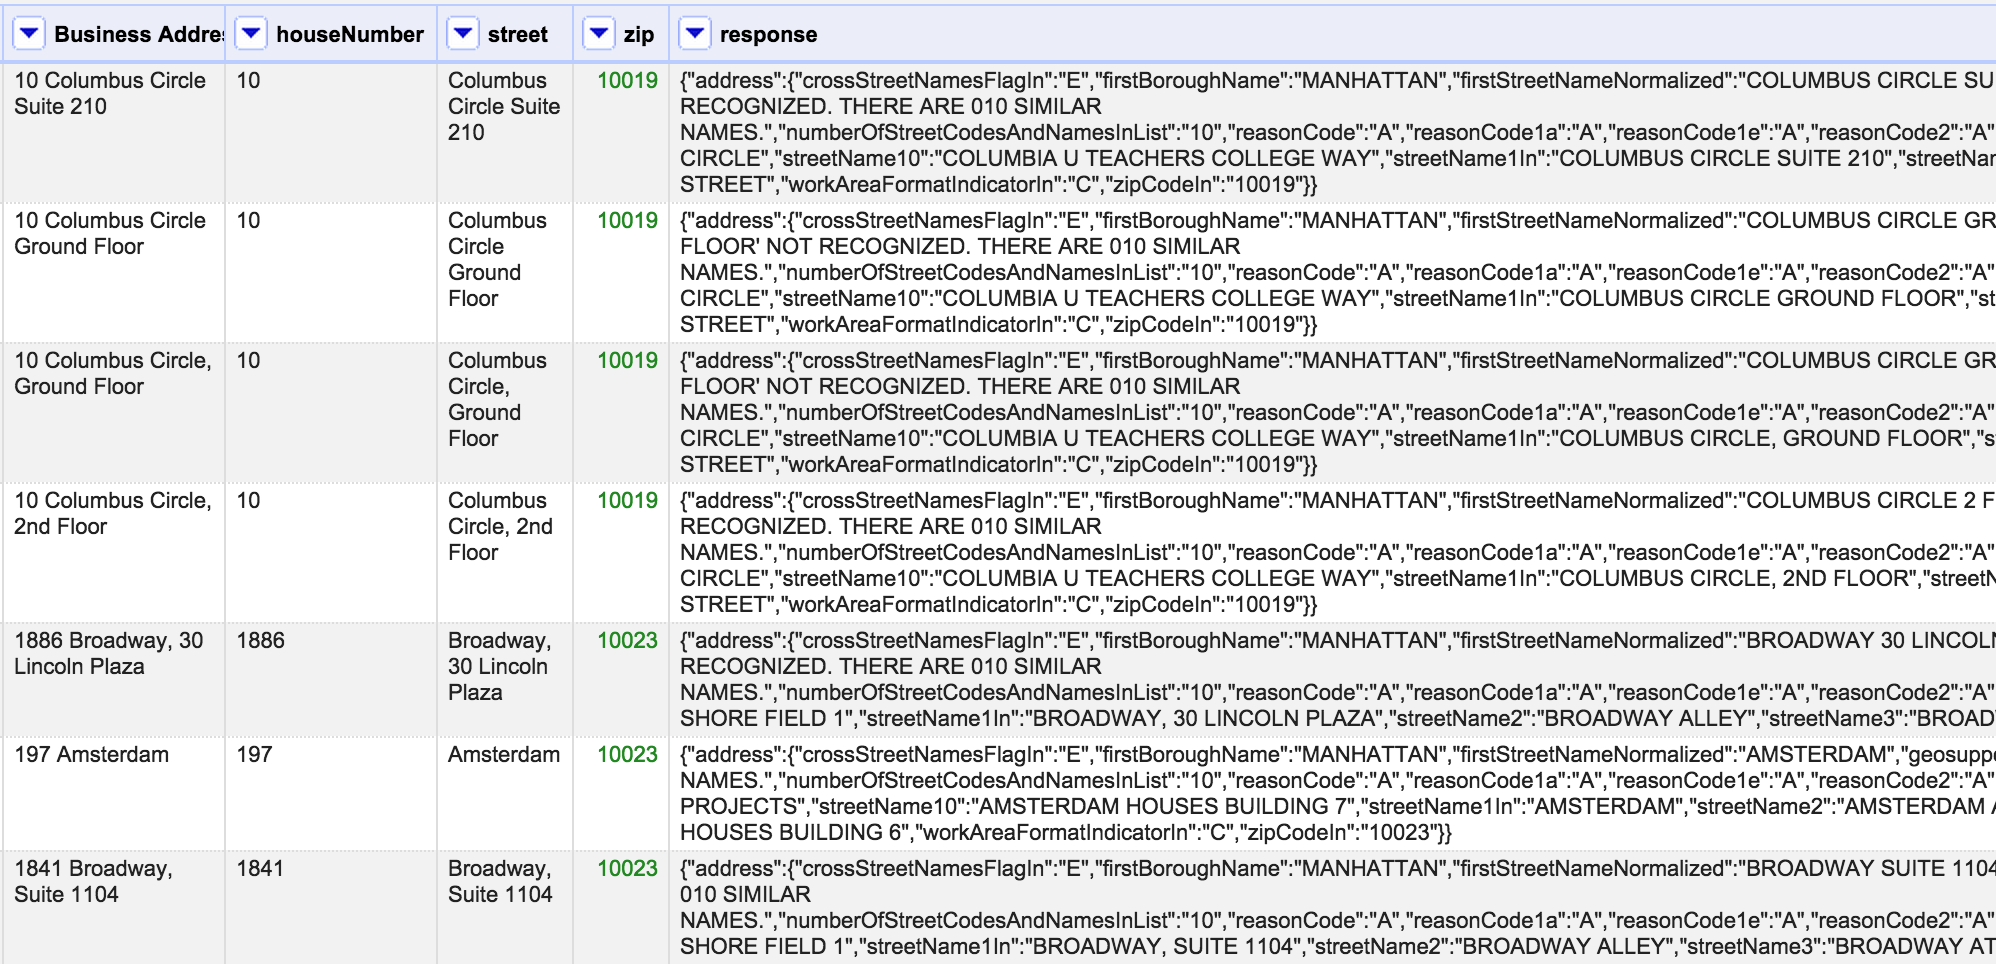 Business Addre houseNumber street zip response
10 Columbus Circle 10 Columbus 10019 {"address":{"crossStreetNamesFlagIn":"E","firstBoroughName":"MANHATTAN","firstStreetNameNormalized":"COLUMBUS CIRCLE SU
Suite 210 Circle Suite RECOGNIZED. THERE ARE 010 SIMILAR
210 NAMES.","numberOfStreetCodesAndNamesInList":"10","reasonCode":"A","reasonCode1a":"A","reasonCode1e":"A","reasonCode2":"A"
CIRCLE","streetName10":"COLUMBIA U TEACHERS COLLEGE WAY","streetName1In":"COLUMBUS CIRCLE SUITE 210","streetNar
STREET","workAreaFormatIndicatorIn":"C","zipCodeIn":"10019"}}
10 Columbus Circle 10 Columbus 10019 {"address":{"crossStreetNamesFlagIn":"E","firstBoroughName":"MANHATTAN","firstStreetNameNormalized":"COLUMBUS CIRCLE GR
Ground Floor Circle FLOOR' NOT RECOGNIZED. THERE ARE 010 SIMILAR
Ground NAMES.","numberOfStreetCodesAndNamesInList":"10","reasonCode":"A","reasonCode1a":"A","reasonCode1e":"A","reasonCode2":"A"
Floor CIRCLE","streetName10":"COLUMBIA U TEACHERS COLLEGE WAY","streetName1In":"COLUMBUS CIRCLE GROUND FLOOR","st
STREET","workAreaFormatIndicatorIn":"C","zipCodeIn":"10019"}}
10 Columbus Circle, 10 Columbus 10019 {"address":{"crossStreetNamesFlagIn":"E","firstBoroughName":"MANHATTAN","firstStreetNameNormalized":"COLUMBUS CIRCLE GR
Ground Floor Circle, FLOOR' NOT RECOGNIZED. THERE ARE 010 SIMILAR
Ground NAMES.","numberOfStreetCodesAndNamesInList":"10","reasonCode":"A","reasonCode1a":"A","reasonCode1e":"A","reasonCode2":"A"
Floor CIRCLE","streetName10":"COLUMBIA U TEACHERS COLLEGE WAY","streetName1In":"COLUMBUS CIRCLE, GROUND FLOOR","s
STREET","workAreaFormatIndicatorIn":"C","zipCodeIn":"10019"}}
10 Columbus Circle, 10 Columbus 10019 {"address":{"crossStreetNamesFlagIn":"E","firstBoroughName":"MANHATTAN","firstStreetNameNormalized":"COLUMBUS CIRCLE 2 F
2nd Floor Circle, 2nd RECOGNIZED. THERE ARE 010 SIMILAR
Floor NAMES.","numberOfStreetCodesAndNamesInList":"10","reasonCode":"A","reasonCode1a":"A","reasonCode1e":"A","reasonCode2":"A"
CIRCLE","streetName10":"COLUMBIA U TEACHERS COLLEGE WAY","streetName1In":"COLUMBUS CIRCLE, 2ND FLOOR","streetN
STREET","workAreaFormatIndicatorIn":"C","zipCodeIn":"10019"}}
1886 Broadway, 30 1886 Broadway, 10023 {"address":{"crossStreetNamesFlagIn":"E","firstBoroughName":"MANHATTAN","firstStreetNameNormalized":"BROADWAY 30 LINCOLN
Lincoln Plaza 30 Lincoln RECOGNIZED. THERE ARE 010 SIMILAR
Plaza NAMES.","numberOfStreetCodesAndNamesInList":"10","reasonCode":"A","reasonCode1a":"A","reasonCode1e":"A","reasonCode2":"A"
SHORE FIELD 1","streetName1In":"BROADWAY, 30 LINCOLN PLAZA","streetName2":"BROADWAY ALLEY","streetName3":"BROAD
197 Amsterdam 197 Amsterdam 10023 {"address":{"crossStreetNamesFlagIn":"E","firstBoroughName":"MANHATTAN","firstStreetNameNormalized":"AMSTERDAM","geosuppo
NAMES.","numberOfStreetCodesAndNamesInList":"10","reasonCode":"A","reasonCode1a":"A","reasonCode1e":"A","reasonCode2":"A"
PROJECTS","streetName10":"AMSTERDAM HOUSES BUILDING 7","streetName1In":"AMSTERDAM","streetName2":"AMSTERDAM A
HOUSES BUILDING 6","workAreaFormatIndicatorIn":"C","zipCodeIn":"10023"}}
1841 Broadway, 1841 Broadway, 10023 {"address":{"crossStreetNamesFlagIn":"E","firstBoroughName":"MANHATTAN","firstStreetNameNormalized":"BROADWAY SUITE 1104
Suite 1104 Suite 1104 010 SIMILAR
NAMES.","numberOfStreetCodesAndNamesInList":"10","reasonCode":"A","reasonCode1a":"A","reasonCode1e":"A","reasonCode2":"A"
SHORE FIELD 1","streetName1In":"BROADWAY, SUITE 1104","streetName2":"BROADWAY ALLEY","streetName3":"BROADWAY AT